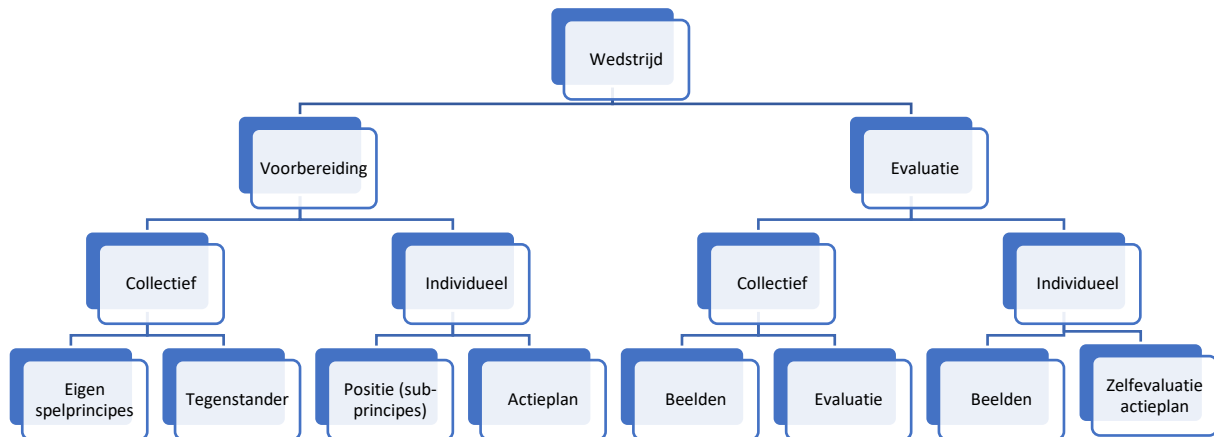 Wedstrijd
Voorbereiding
Evaluatie
Collectief
Individueel
Collectief
Individueel
Eigen
spelprincipes
Tegenstander
Positie (sub-
principes)
Actieplan
Beelden
Evaluatie
Beelden
Zelfevaluatie
actieplan